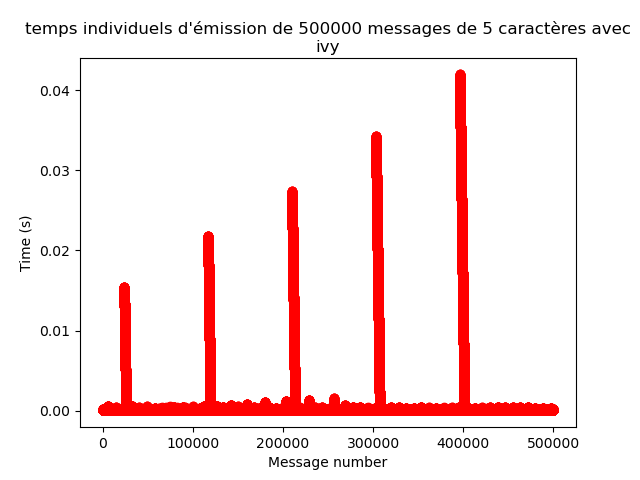 temps individuels d'émission de 500000 messages de 5 caractères avec
ivy
0.04
0.03
0.02
0.01
0.00
Time (s)
0 100000 200000 300000 400000 500000
Message number